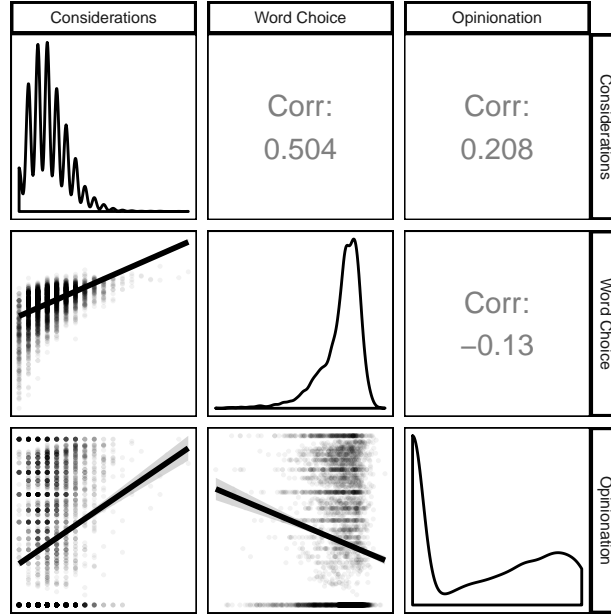 Considerations
Word Choice
Opinionation
Corr:
0.504
Corr:
0.208
Considerations
Corr:
−0.13
Word Choice
Opinionation